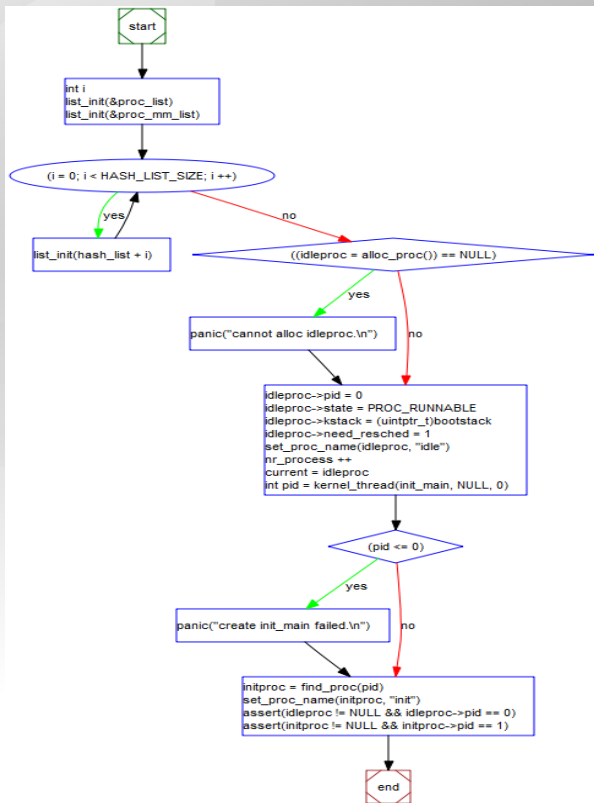 start
int i
list_init(&proc_list)
list_init(&proc_mm_list)
(i = 0; i < HASH_LIST_SIZE; i ++)
yes
no
list_init(hash_list + i)
((idleproc = alloc_proc()) == NULL)
yes
no
panic("cannot alloc idleproc.\n")
idleproc->pid = 0
idleproc->state = PROC_RUNNABLE
idleproc->kstack = (uintptr_t)bootstack
idleproc->need_resched = 1
set_proc_name(idleproc, "idle")
nr_process ++
current = idleproc
int pid = kernel_thread(init_main, NULL, 0)
(pid <= 0)
yes
no
panic("create init_main failed.\n")
initproc = find_proc(pid)
set_proc_name(initproc, "init")
assert(idleproc != NULL && idleproc->pid == 0)
assert(initproc != NULL && initproc->pid == 1)
end